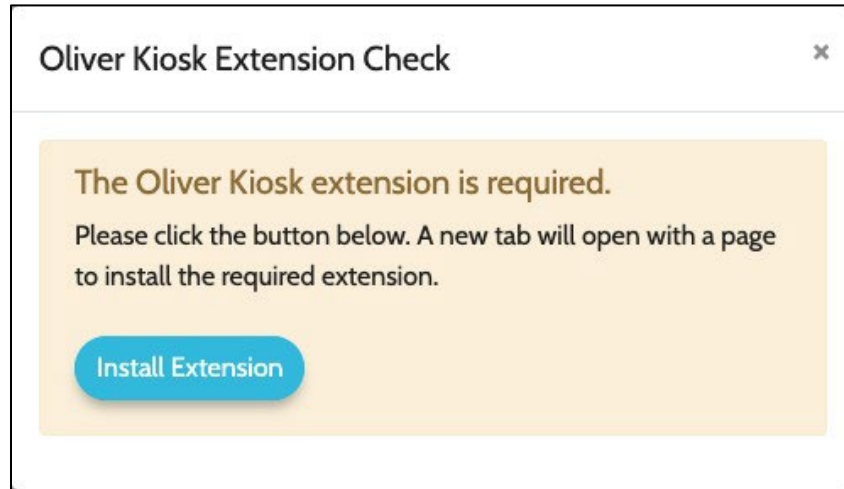 Oliver Kiosk Extension Check
×
The Oliver Kiosk extension is required.
Please click the button below. A new tab will open with a page
to install the required extension.
Install Extension